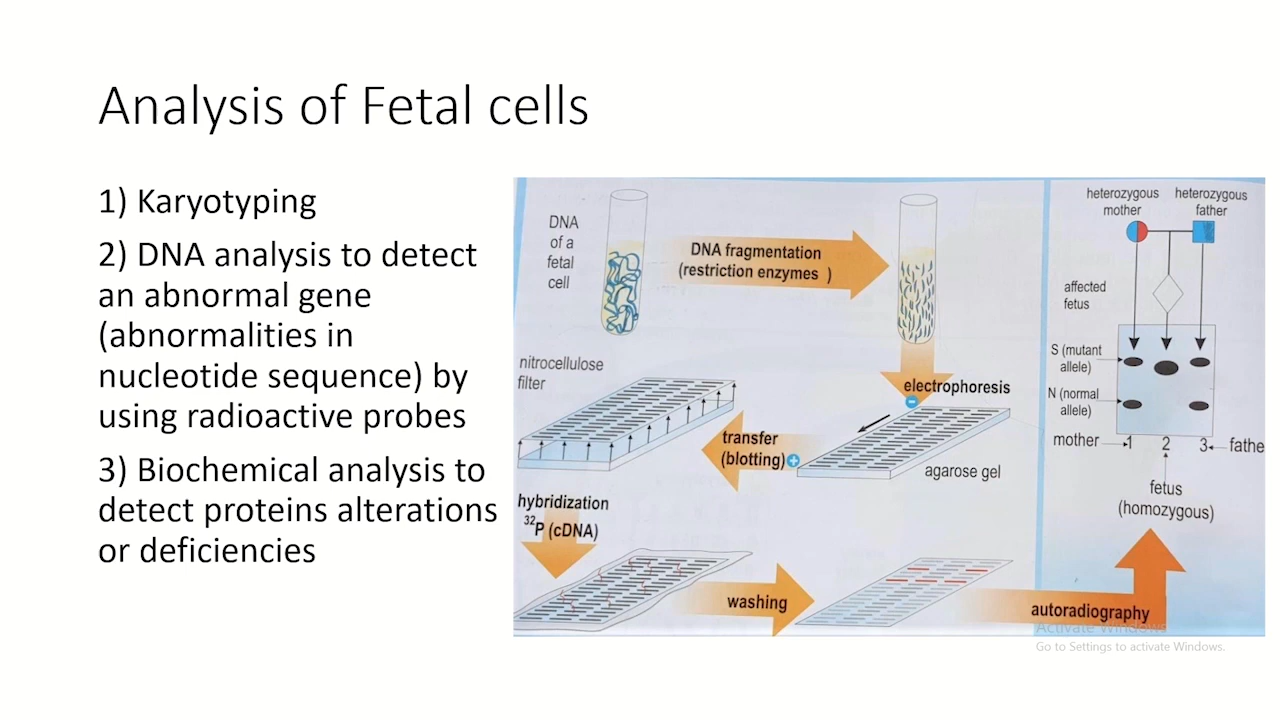 Analysis of Fetal cells
1) Karyotyping
2) DNA analysis to detect
an abnormal gene
(abnormalities in
nucleotide sequence) by
using radioactive probes
3) Biochemical analysis to
detect proteins alterations
or deficiencies
DNA
of a
fetal
cell
DNA fragmentation
(restriction enzymes )
nitrocellulose
filter
electrophoresis
-
transfer
(blotting)+
agarose gel
hybridization
32P (cDNA)
washing
autoradiography
heterozygous
mother
heterozygous
father
affected
fetus
S (mutant
allele)
N (normal
allele)
mother 1 2 3 fathe
fetus
(homozygous)
Activate Windows
Go to Settings to activate Windows.